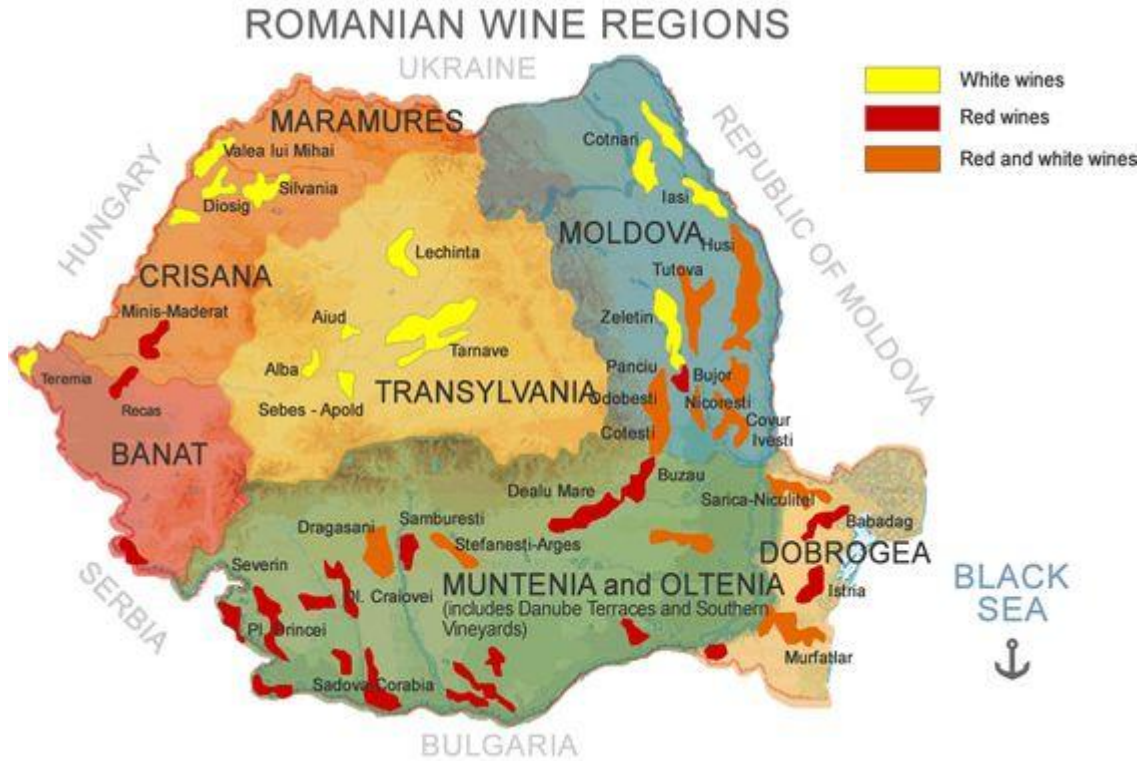 ROMANIAN WINE REGIONS
UKRAINE
White wines
Red wines
Red and white wines
HUNGARY
REPUBLIC OF MOLDOVA
MARAMURES
Valea lui Mihai
Silvania
Diosig
Cotnari
Iasi
MOLDOVA
Husi
Tutova
Zeletin
Lechinta
CRISANA
Minis-Maderat
Aiud
Tarnave
Alba
Sebes - Apold
TRANSYLVANIA
Teremia
Recas
BANAT
Panciu
Odobesti
Cotesti
Bujor
Nicoresti
Covur
Ivesti
Buzau
Dealu Mare
Sarica-Niculitel
Babadag
DOBROGEA
Istria
Murfatlar
Dragasani
Samburesti
Stefanesti-Arges
Severin
Dl. Craiovei
MUNTENIA and OLTENIA
(includes Danube Terraces and Southern
Vineyards)
Pl. Drincei
Sadova Corabia
SERBIA
BULGARIA
BLACK
SEA